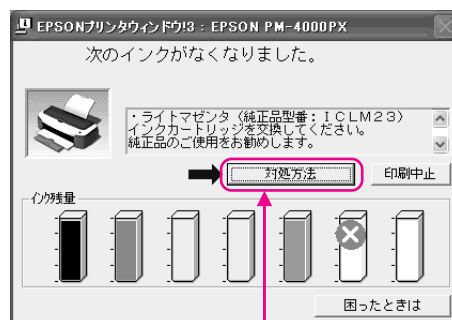 EPSONプリンタウィンドウ!3 : EPSON PM-4000PX
次のインクがなくなりました。
・ライトマゼンタ（純正品型番：ＩＣＬＭ２３）
インクカートリッジを交換してください。
純正品のご使用をお勧めします。
対処方法
印刷中止
インク残量
困ったときは